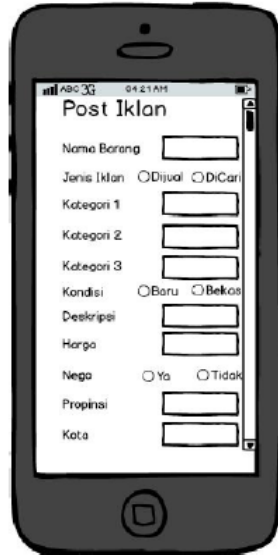 ABC 3G 04:21 AM
Post Iklan
Nama Barang
Jenis Iklan Dijual DiCari
Kategori 1
Kategori 2
Kategori 3
Kondisi Baru Bekas
Deskripsi
Harga
Nego Ya Tidak
Propinsi
Kota